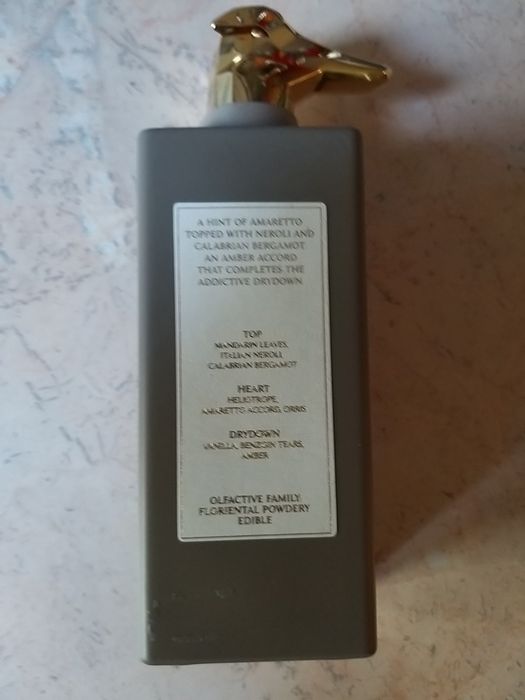 A HINT OF AMARETTO
TOPPED WITH NEROLI AND
CALABRIAN BERGAMOT.
AN AMBER ACCORD
THAT COMPLETES THE
ADDICTIVE DRYDOWN
TOP
MANDARIN LEAVES,
ITALIAN NEROLI,
CALABRIAN BERGAMOT
HEART
HELIOTROPE,
AMARETTO ACCORD, ORRIS
DRYDOWN
VANILLA, BENZOIN TEARS,
AMBER
OLFACTIVE FAMILY
FLORIENTAL POWDERY
EDIBLE